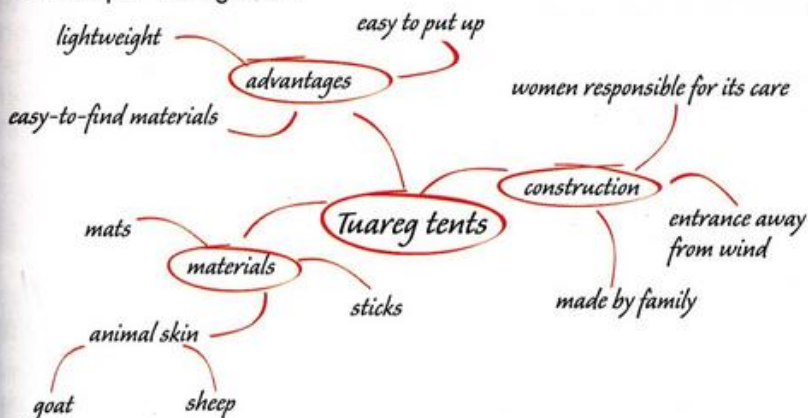 easy to put up
lightweight
advantages
women responsible for its care
easy-to-find materials
construction
Tuareg tents
entrance away
from wind
mats
materials
sticks
made by family
animal skin
goat
sheep